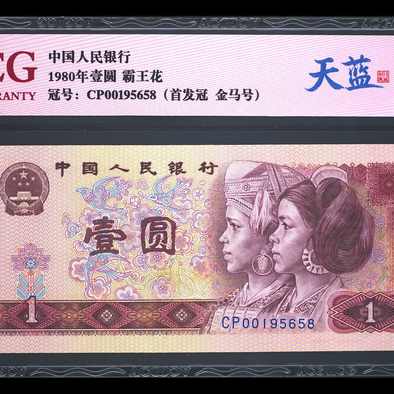 CG
RRANTY
中国人民银行
1980年壹圆 霸王花
冠号：CP00195658（首发冠 金马号）
天蓝
中国人民银行
壹圆
CP00195658
1
1